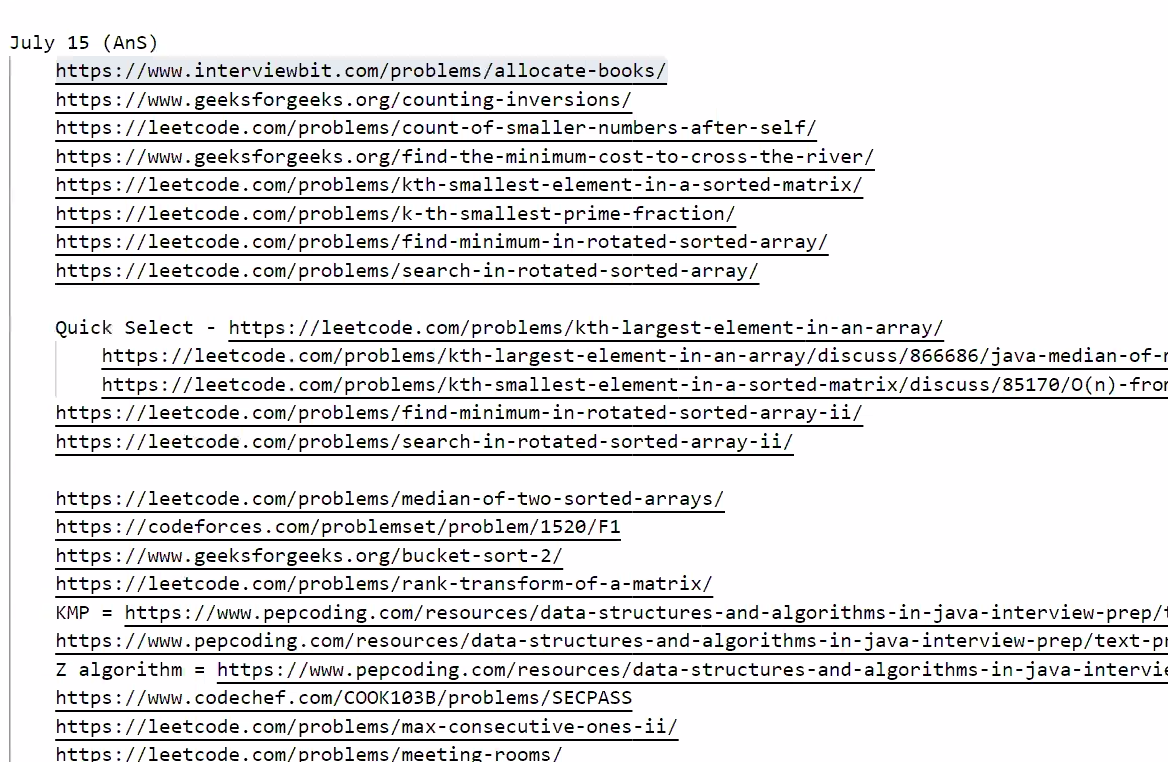 July 15 (AnS)
https://www.interviewbit.com/problems/allocate-books/
https://www.geeksforgeeks.org/counting-inversions/
https://leetcode.com/problems/count-of-smaller-numbers-after-self/
https://www.geeksforgeeks.org/find-the-minimum-cost-to-cross-the-river/
https://leetcode.com/problems/kth-smallest-element-in-a-sorted-matrix/
https://leetcode.com/problems/k-th-smallest-prime-fraction/
https://leetcode.com/problems/find-minimum-in-rotated-sorted-array/
https://leetcode.com/problems/search-in-rotated-sorted-array/
Quick Select - https://leetcode.com/problems/kth-largest-element-in-an-array/
https://leetcode.com/problems/kth-largest-element-in-an-array/discuss/866686/java-median-of-m
https://leetcode.com/problems/kth-smallest-element-in-a-sorted-matrix/discuss/85170/O(n)-from
https://leetcode.com/problems/find-minimum-in-rotated-sorted-array-ii/
https://leetcode.com/problems/search-in-rotated-sorted-array-ii/
https://leetcode.com/problems/median-of-two-sorted-arrays/
https://codeforces.com/problemset/problem/1520/F1
https://www.geeksforgeeks.org/bucket-sort-2/
https://leetcode.com/problems/rank-transform-of-a-matrix/
KMP = https://www.pepcoding.com/resources/data-structures-and-algorithms-in-java-interview-prep/t
https://www.pepcoding.com/resources/data-structures-and-algorithms-in-java-interview-prep/text-pr
Z algorithm = https://www.pepcoding.com/resources/data-structures-and-algorithms-in-java-intervie
https://www.codechef.com/COOK103B/problems/SECPASS
https://leetcode.com/problems/max-consecutive-ones-ii/
https://leetcode.com/problems/meeting-rooms/